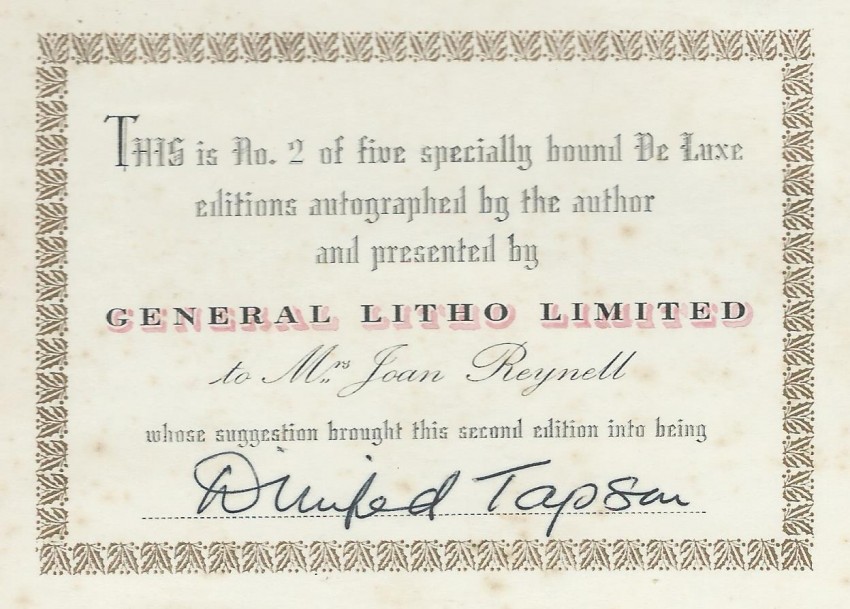 THIS is No. 2 of five specially bound De Luxe
editions autographed by the author
and presented by
GENERAL LITHO LIMITED
to Mrs Joan Reynell
whose suggestion brought this second edition into being
Winifred Tapson